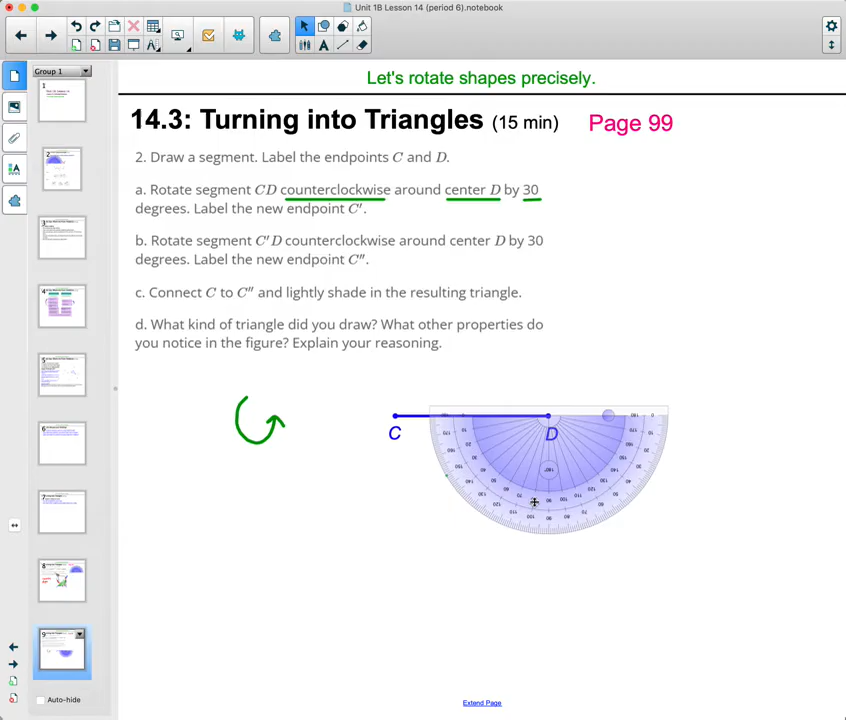 Unit 1B Lesson 14 (period 6).notebook
Group 1
Let's rotate shapes precisely.
14.3: Turning into Triangles (15 min) Page 99
2. Draw a segment. Label the endpoints C and D.
a. Rotate segment CD counterclockwise around center D by 30
degrees. Label the new endpoint C′.
b. Rotate segment C′D counterclockwise around center D by 30
degrees. Label the new endpoint C″.
c. Connect C to C″ and lightly shade in the resulting triangle.
d. What kind of triangle did you draw? What other properties do
you notice in the figure? Explain your reasoning.
C
D
Auto-hide
Extend Page